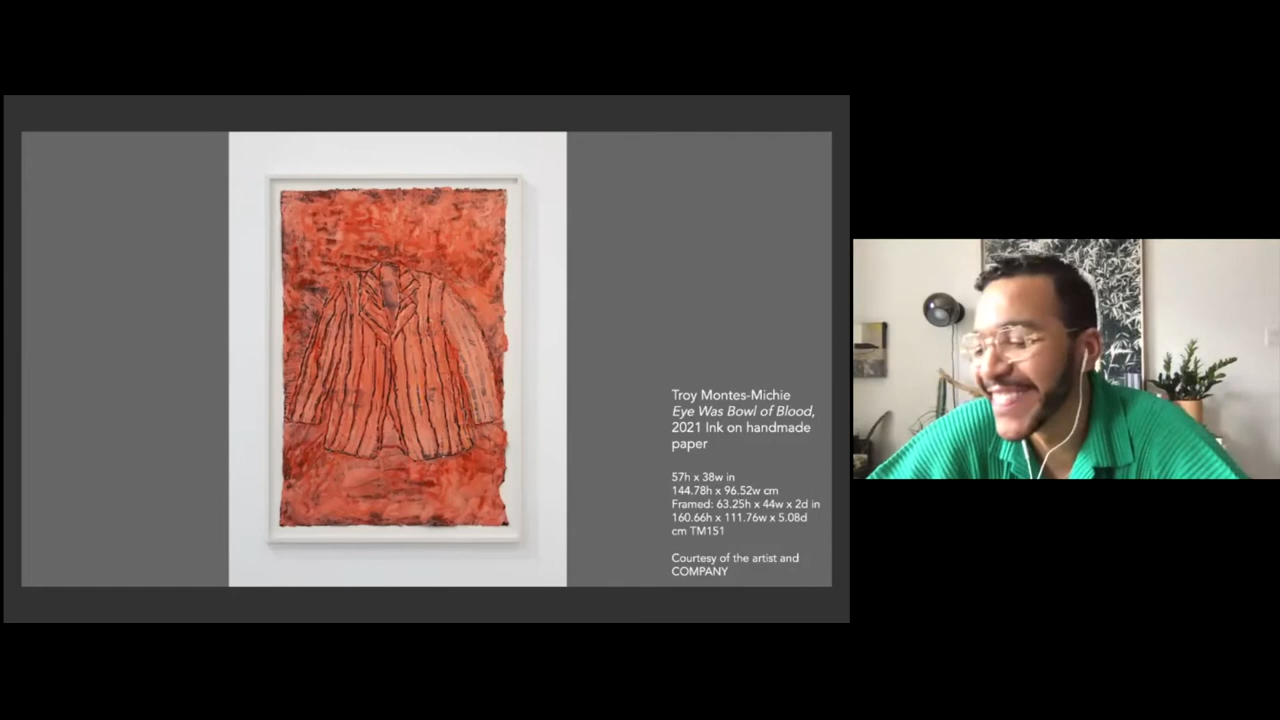 Troy Montes-Michie
Eye Was Bowl of Blood,
2021 Ink on handmade
paper
57h x 38w in
144.78h x 96.52w cm
Framed: 63.25h x 44w x 2d in
160.66h x 111.76w x 5.08d
cm TM151
Courtesy of the artist and
COMPANY